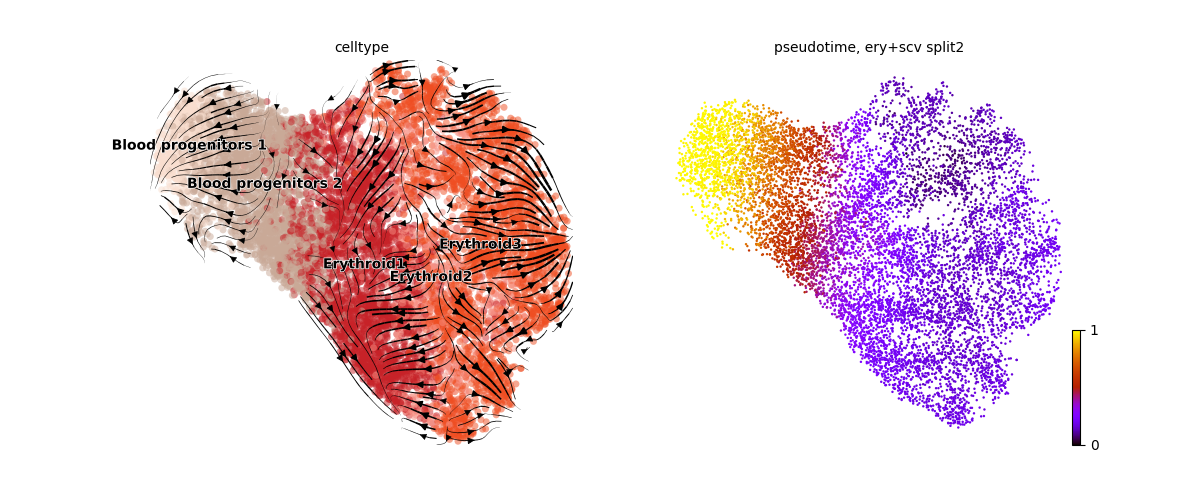 celltype
pseudotime, ery+scv split2
Blood progenitors 1
Blood progenitors 2
Erythroid3
Erythroid1
Erythroid2
1
0